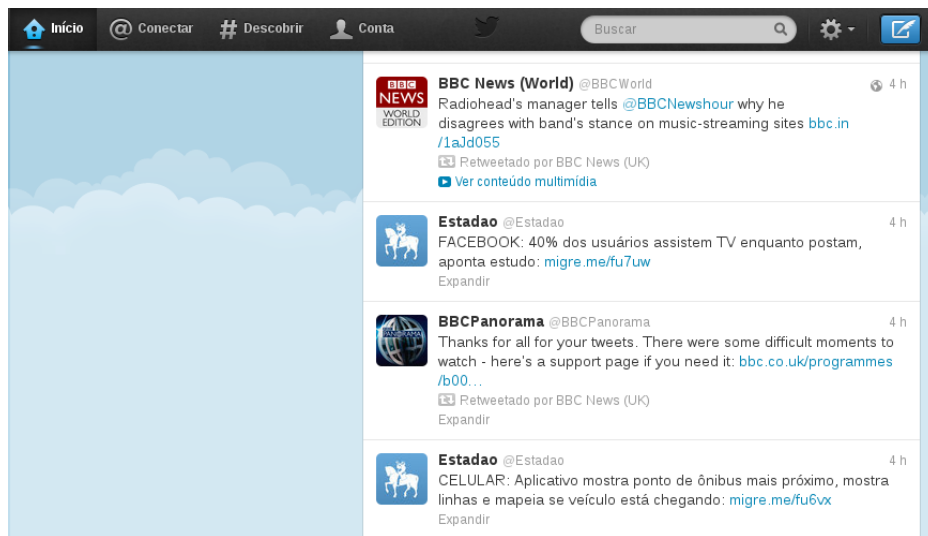 Início @ Conectar # Descobrir Conta Buscar
BBC NEWS WORLD EDITION
BBC News (World) @BBCWorld 4 h
Radiohead's manager tells @BBCNewshour why he
disagrees with band's stance on music-streaming sites bbc.in
/1aJd055
Retweetado por BBC News (UK)
Ver conteúdo multimídia
Estadao @Estadao 4 h
FACEBOOK: 40% dos usuários assistem TV enquanto postam,
aponta estudo: migre.me/fu7uw
Expandir
PANORAMA
BBCPanorama @BBCPanorama 4 h
Thanks for all for your tweets. There were some difficult moments to
watch - here's a support page if you need it: bbc.co.uk/programmes
/b00…
Retweetado por BBC News (UK)
Expandir
Estadao @Estadao 4 h
CELULAR: Aplicativo mostra ponto de ônibus mais próximo, mostra
linhas e mapeia se veículo está chegando: migre.me/fu6vx
Expandir